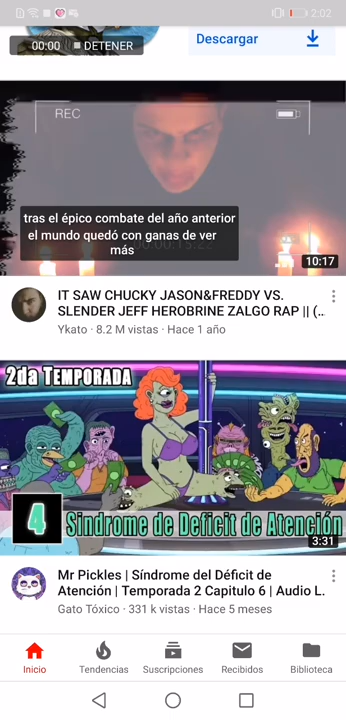 2:02
00:00 DETENER
Descargar
REC
tras el épico combate del año anterior
el mundo quedó con ganas de ver
más
10:17
IT SAW CHUCKY JASON&FREDDY VS.
SLENDER JEFF HEROBRINE ZALGO RAP || (...
Ykato · 8.2 M vistas · Hace 1 año
2da TEMPORADA
4
Sindrome de Deficit de Atención
3:31
Mr Pickles | Síndrome del Déficit de
Atención | Temporada 2 Capitulo 6 | Audio L.
Gato Tóxico · 331 k vistas · Hace 5 meses
Inicio
Tendencias
Suscripciones
Recibidos
Biblioteca